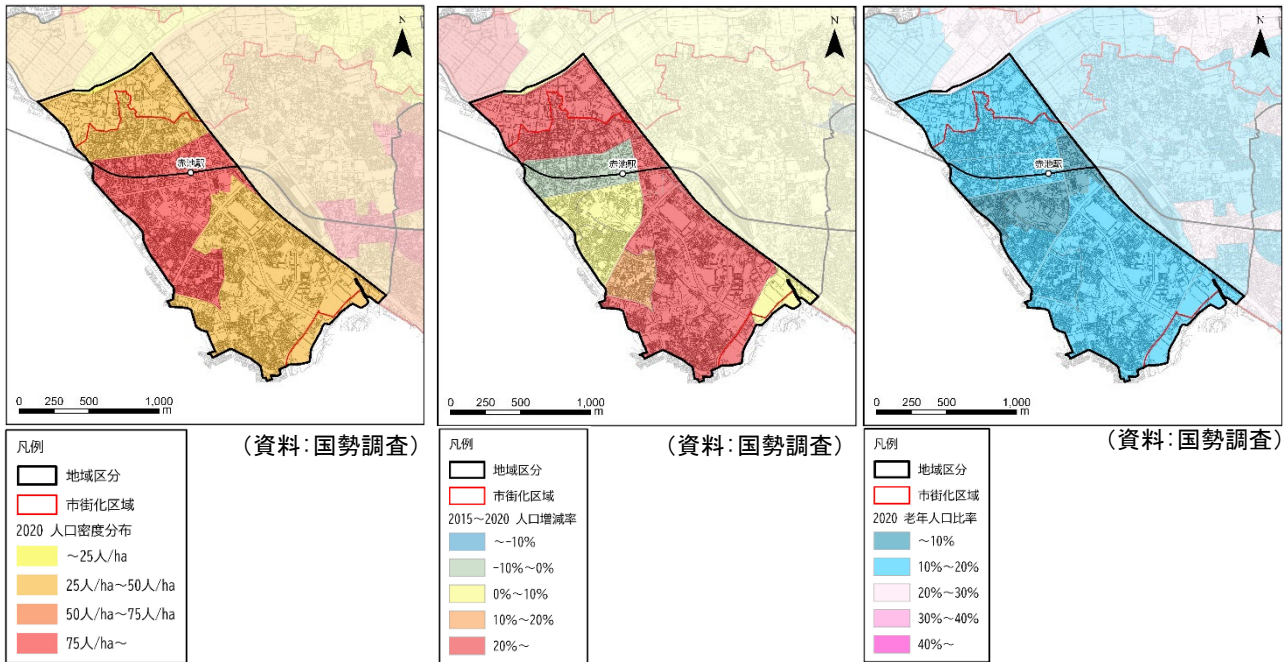 N
赤池駅
0 250 500 1,000
m
(資料:国勢調査)
凡例
地域区分
市街化区域
2020 人口密度分布
~25人/ha
25人/ha~50人/ha
50人/ha~75人/ha
75人/ha~
N
赤池駅
0 250 500 1,000
m
(資料:国勢調査)
凡例
地域区分
市街化区域
2015~2020 人口増減率
~-10%
-10%~0%
0%~10%
10%~20%
20%~
N
赤池駅
0 250 500 1,000
m
(資料:国勢調査)
凡例
地域区分
市街化区域
2020 老年人口比率
~10%
10%~20%
20%~30%
30%~40%
40%~